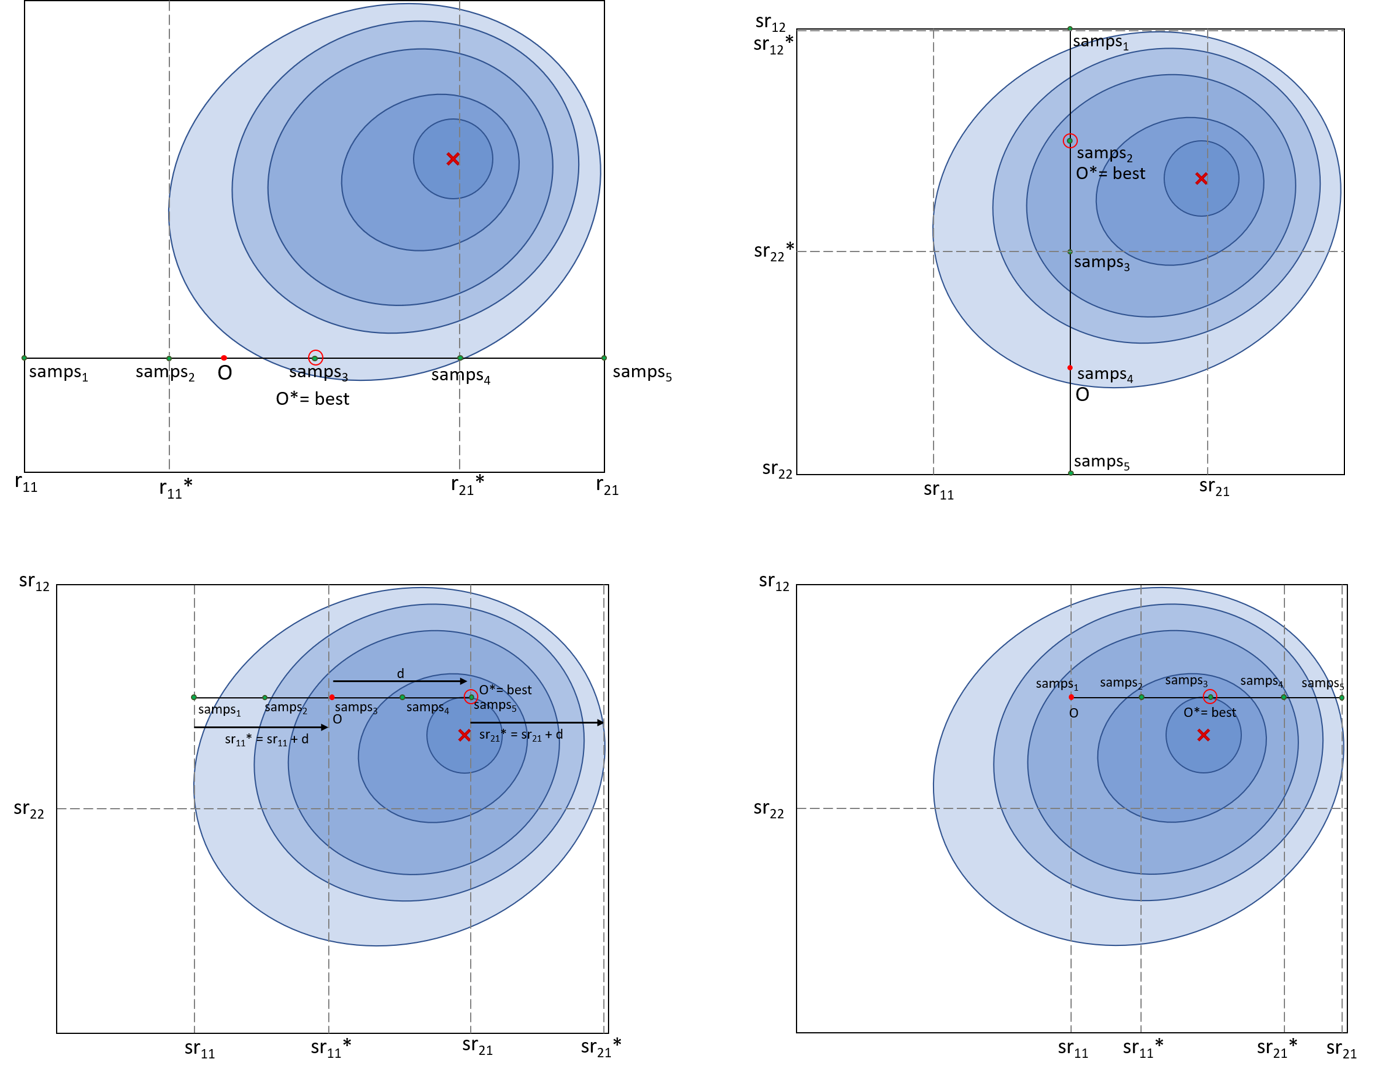 samps₁
samps₂
O
samps₃
samps₄
samps₅
O*= best
r₁₁
r₁₁*
r₂₁*
r₂₁
sr₁₂
sr₁₂*
samps₁
samps₂
O*= best
sr₂₂*
samps₃
samps₄
O
samps₅
sr₂₂
sr₁₁
sr₂₁
sr₁₂
d
O*= best
samps₁
samps₂
samps₃
samps₄
samps₅
O
sr₁₁* = sr₁₁ + d
sr₂₁* = sr₂₁ + d
sr₂₂
sr₁₁
sr₁₁*
sr₂₁
sr₂₁*
sr₁₂
samps₁
samps₂
samps₃
samps₄
samps₅
O
O*= best
sr₂₂
sr₁₁
sr₁₁*
sr₂₁*
sr₂₁